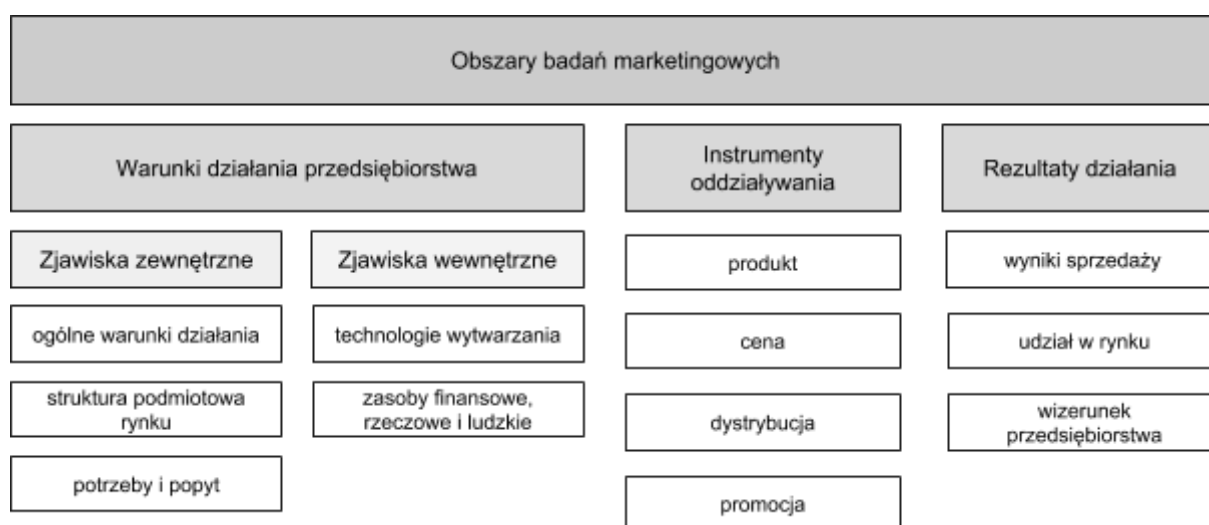 Obszary badań marketingowych
Warunki działania przedsiębiorstwa
Instrumenty
oddziaływania
Rezultaty działania
Zjawiska zewnętrzne
Zjawiska wewnętrzne
produkt
wyniki sprzedaży
ogólne warunki działania
technologie wytwarzania
cena
udział w rynku
struktura podmiotowa
rynku
zasoby finansowe,
rzeczowe i ludzkie
dystrybucja
wizerunek
przedsiębiorstwa
potrzeby i popyt
promocja